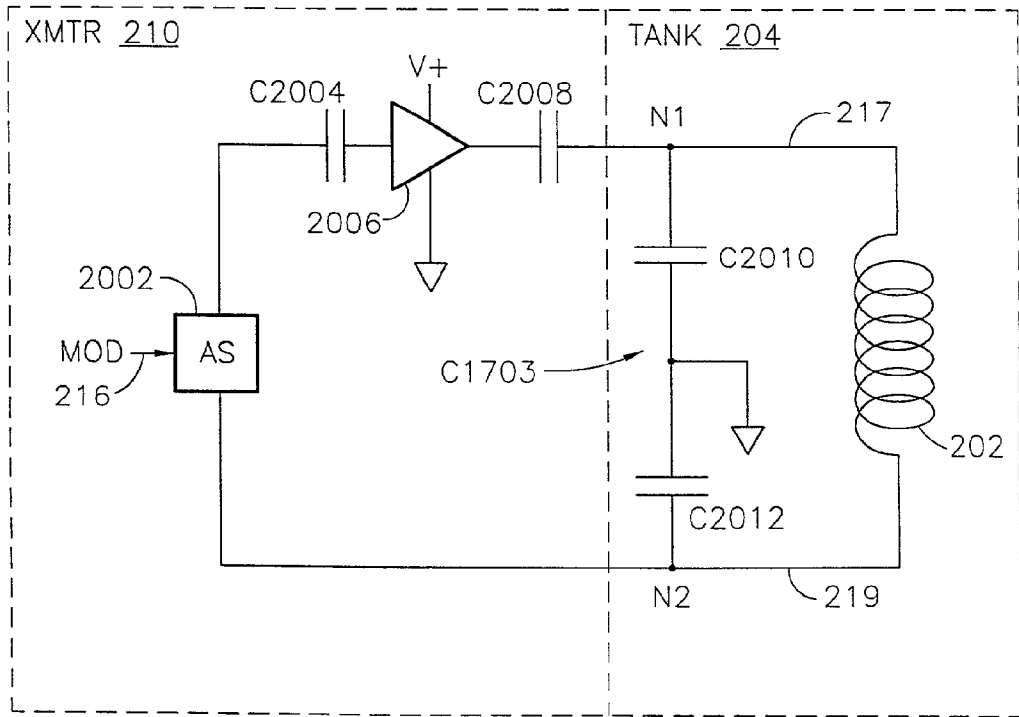 XMTR 210
TANK 204
V+
C2004
C2008
N1
217
2006
2002
C2010
MOD
AS
C1703
216
202
C2012
N2
219